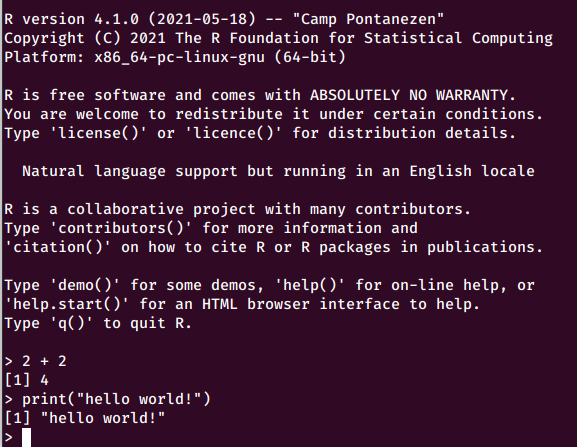 R version 4.1.0 (2021-05-18) -- "Camp Pontanezen"
Copyright (C) 2021 The R Foundation for Statistical Computing
Platform: x86_64-pc-linux-gnu (64-bit)
R is free software and comes with ABSOLUTELY NO WARRANTY.
You are welcome to redistribute it under certain conditions.
Type 'license()' or 'licence()' for distribution details.
Natural language support but running in an English locale
R is a collaborative project with many contributors.
Type 'contributors()' for more information and
'citation()' on how to cite R or R packages in publications.
Type 'demo()' for some demos, 'help()' for on-line help, or
'help.start()' for an HTML browser interface to help.
Type 'q()' to quit R.
> 2 + 2
[1] 4
> print("hello world!")
[1] "hello world!"
>